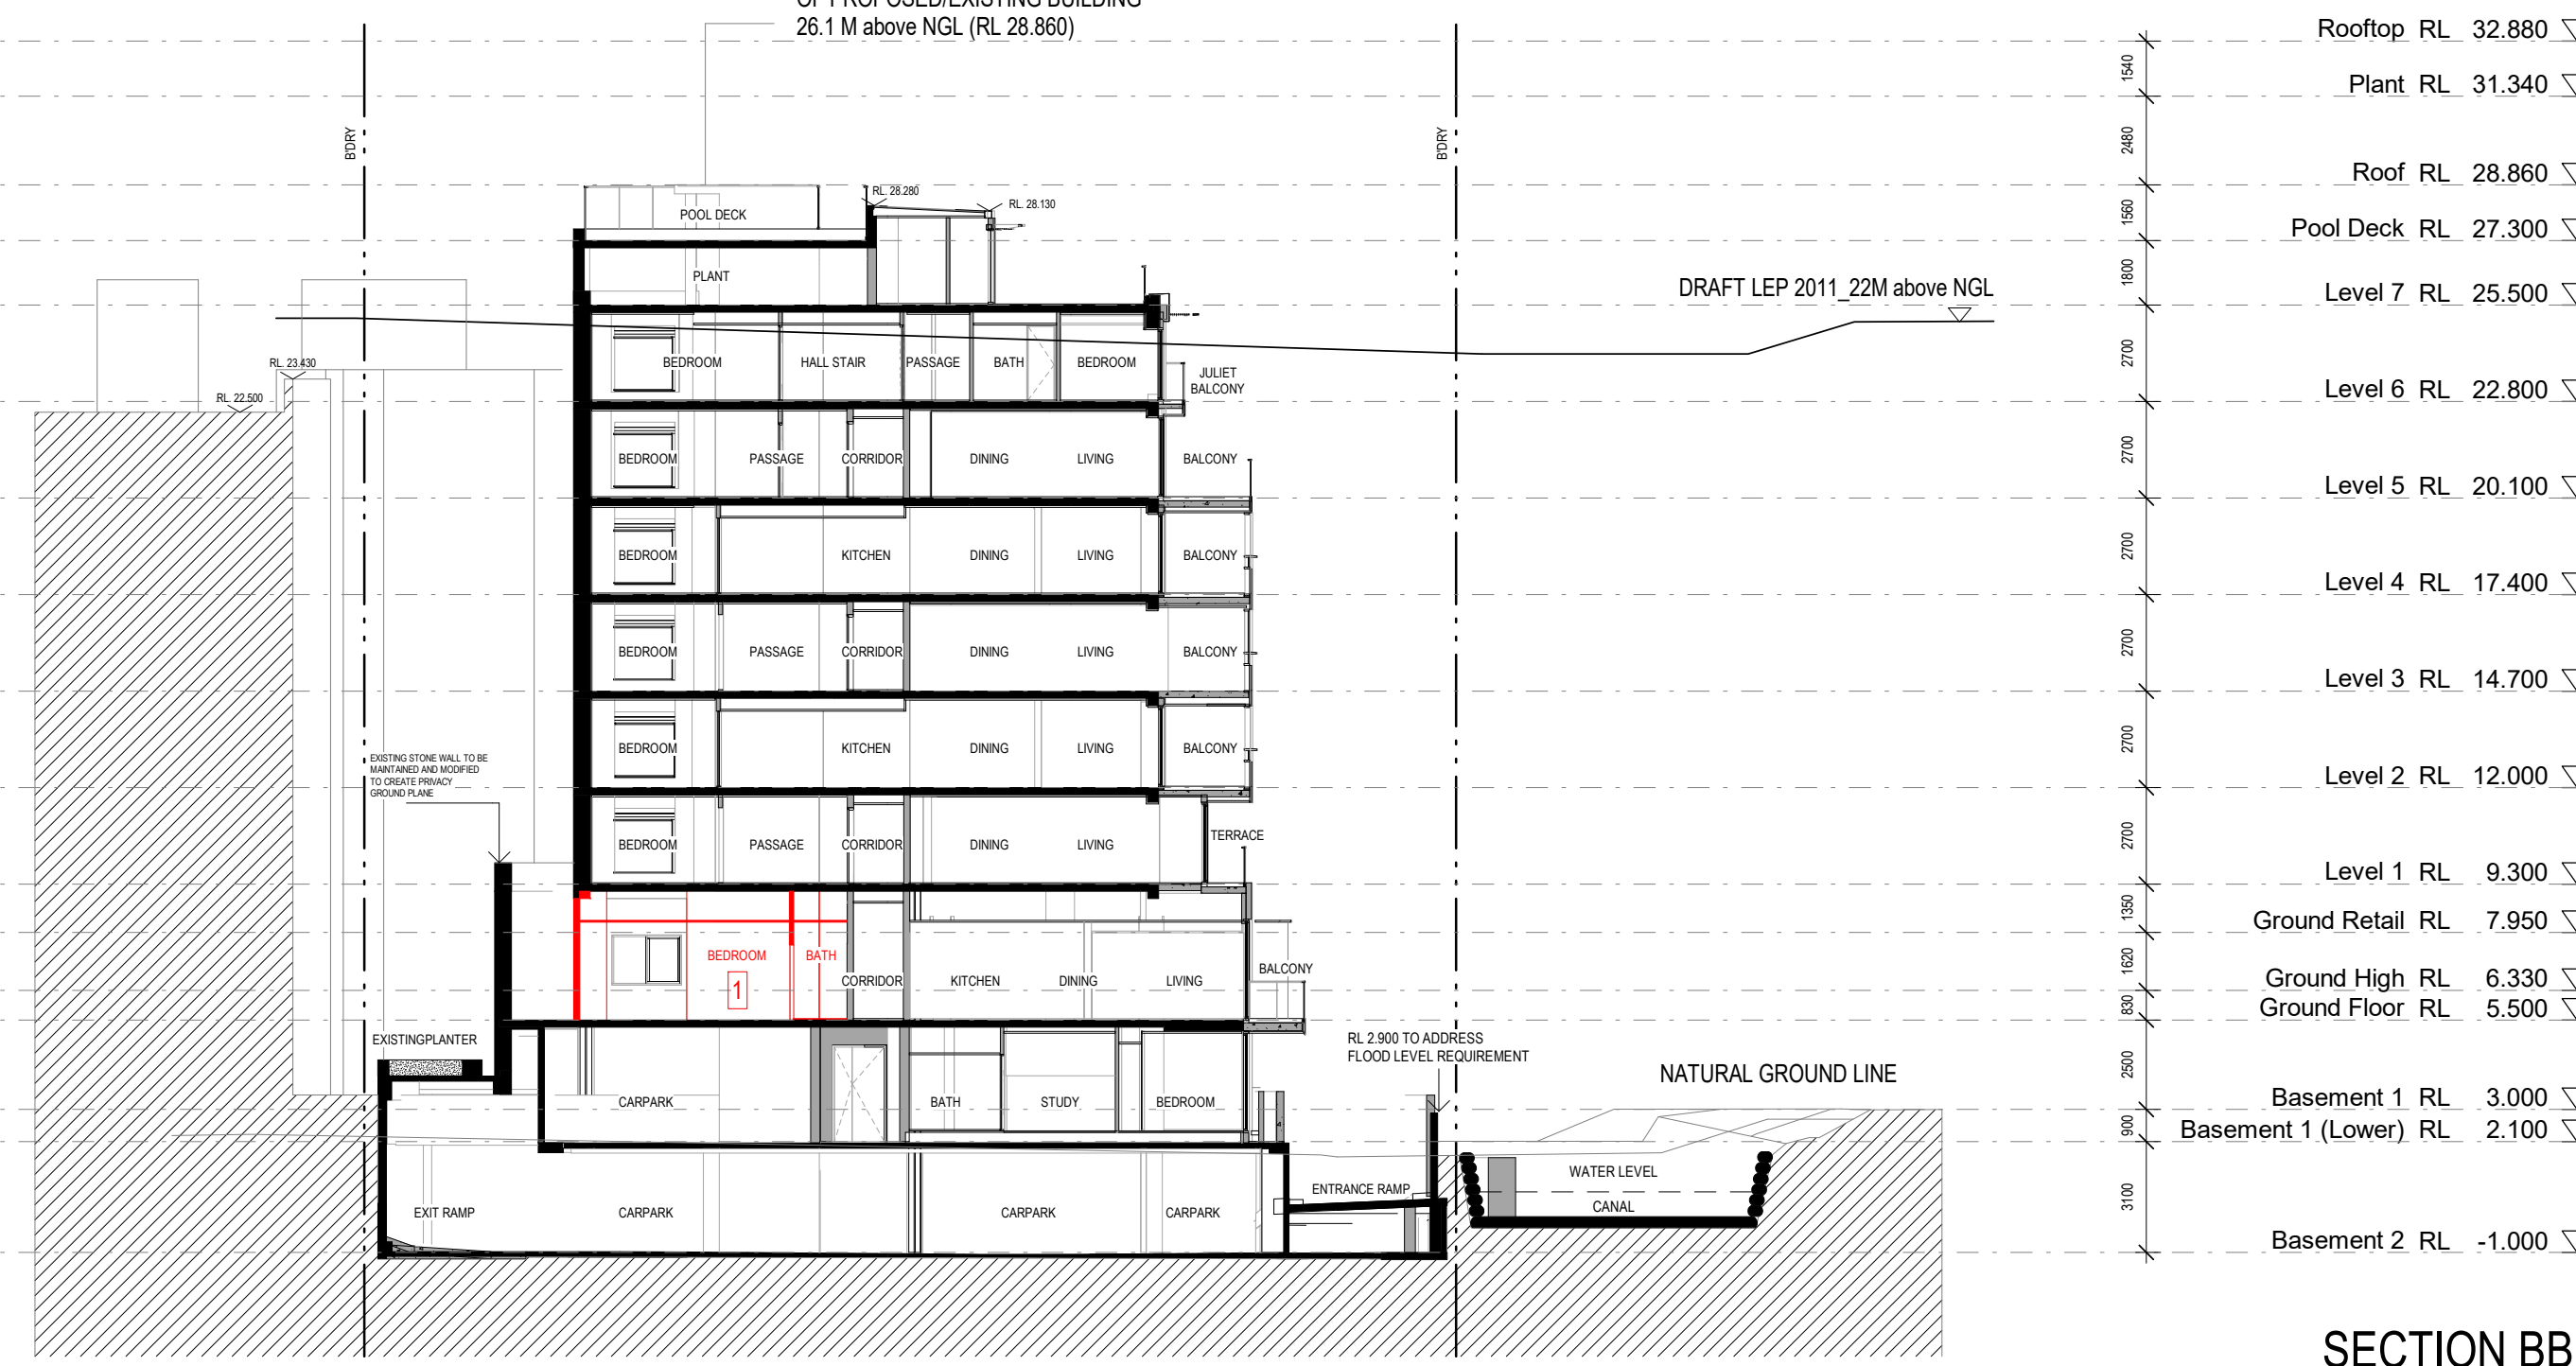 OF PROPOSED/EXISTING BUILDING
26.1 M above NGL (RL 28.860)
Rooftop RL 32.880
1540
Plant RL 31.340
B'DRY
B'DRY
2480
Roof RL 28.860
RL. 28.280
RL. 28.130
POOL DECK
1560
Pool Deck RL 27.300
PLANT
1800
DRAFT LEP 2011_22M above NGL
Level 7 RL 25.500
RL. 23.430
RL. 22.500
BEDROOM HALL STAIR PASSAGE BATH BEDROOM
JULIET
BALCONY
2700
Level 6 RL 22.800
BEDROOM PASSAGE CORRIDOR DINING LIVING BALCONY
2700
Level 5 RL 20.100
BEDROOM KITCHEN DINING LIVING BALCONY
2700
Level 4 RL 17.400
BEDROOM PASSAGE CORRIDOR DINING LIVING BALCONY
2700
Level 3 RL 14.700
BEDROOM KITCHEN DINING LIVING BALCONY
2700
EXISTING STONE WALL TO BE
MAINTAINED AND MODIFIED
TO CREATE PRIVACY
GROUND PLANE
Level 2 RL 12.000
BEDROOM PASSAGE CORRIDOR DINING LIVING TERRACE
2700
Level 1 RL 9.300
1350
Ground Retail RL 7.950
BEDROOM BATH
1
CORRIDOR KITCHEN DINING LIVING BALCONY
1620
Ground High RL 6.330
830
Ground Floor RL 5.500
EXISTINGPLANTER
RL 2.900 TO ADDRESS
FLOOD LEVEL REQUIREMENT
NATURAL GROUND LINE
2500
CARPARK BATH STUDY BEDROOM
Basement 1 RL 3.000
900
Basement 1 (Lower) RL 2.100
WATER LEVEL
CANAL
ENTRANCE RAMP
EXIT RAMP CARPARK CARPARK CARPARK
3100
Basement 2 RL -1.000
SECTION BB